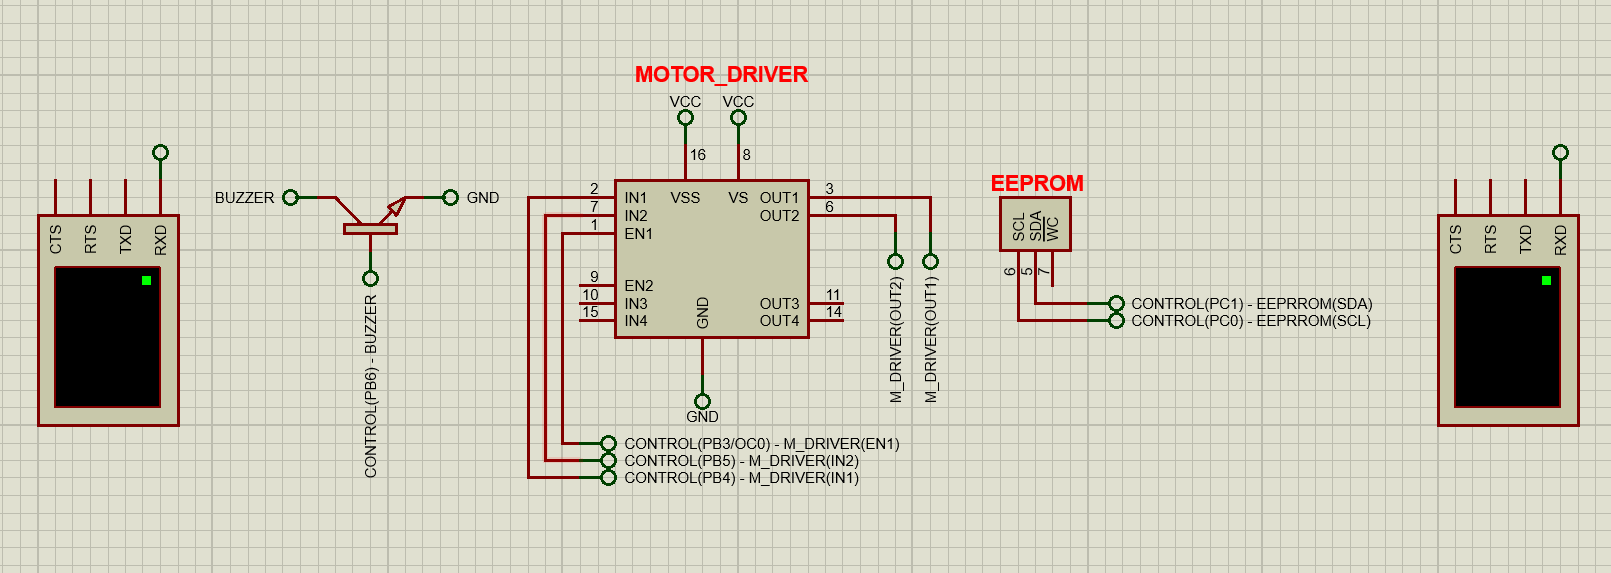 CTS
RTS
TXD
RXD
BUZZER
GND
CONTROL(PB6) - BUZZER
MOTOR_DRIVER
VCC
VCC
16
8
2
7
1
9
10
15
IN1
IN2
EN1
EN2
IN3
IN4
VSS
VS
GND
OUT1
OUT2
OUT3
OUT4
3
6
11
14
GND
M_DRIVER(OUT2)
M_DRIVER(OUT1)
CONTROL(PB3/OC0) - M_DRIVER(EN1)
CONTROL(PB5) - M_DRIVER(IN2)
CONTROL(PB4) - M_DRIVER(IN1)
EEPROM
SCL
SDA
WC
6
5
7
CONTROL(PC1) - EEPRROM(SDA)
CONTROL(PC0) - EEPRROM(SCL)
CTS
RTS
TXD
RXD